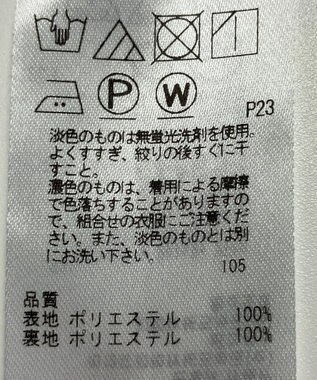 P W
P23
淡色のものは無蛍光洗剤を使用。
よくすすぎ、絞りの後すぐに干
すこと。
濃色のものは、着用による摩擦
で色落ちすることがありますの
で、組合せの衣服にご注意くださ
い。また、淡色のものとは別
にお洗い下さい。
105
品質
表地 ポリエステル 100%
裏地 ポリエステル 100%